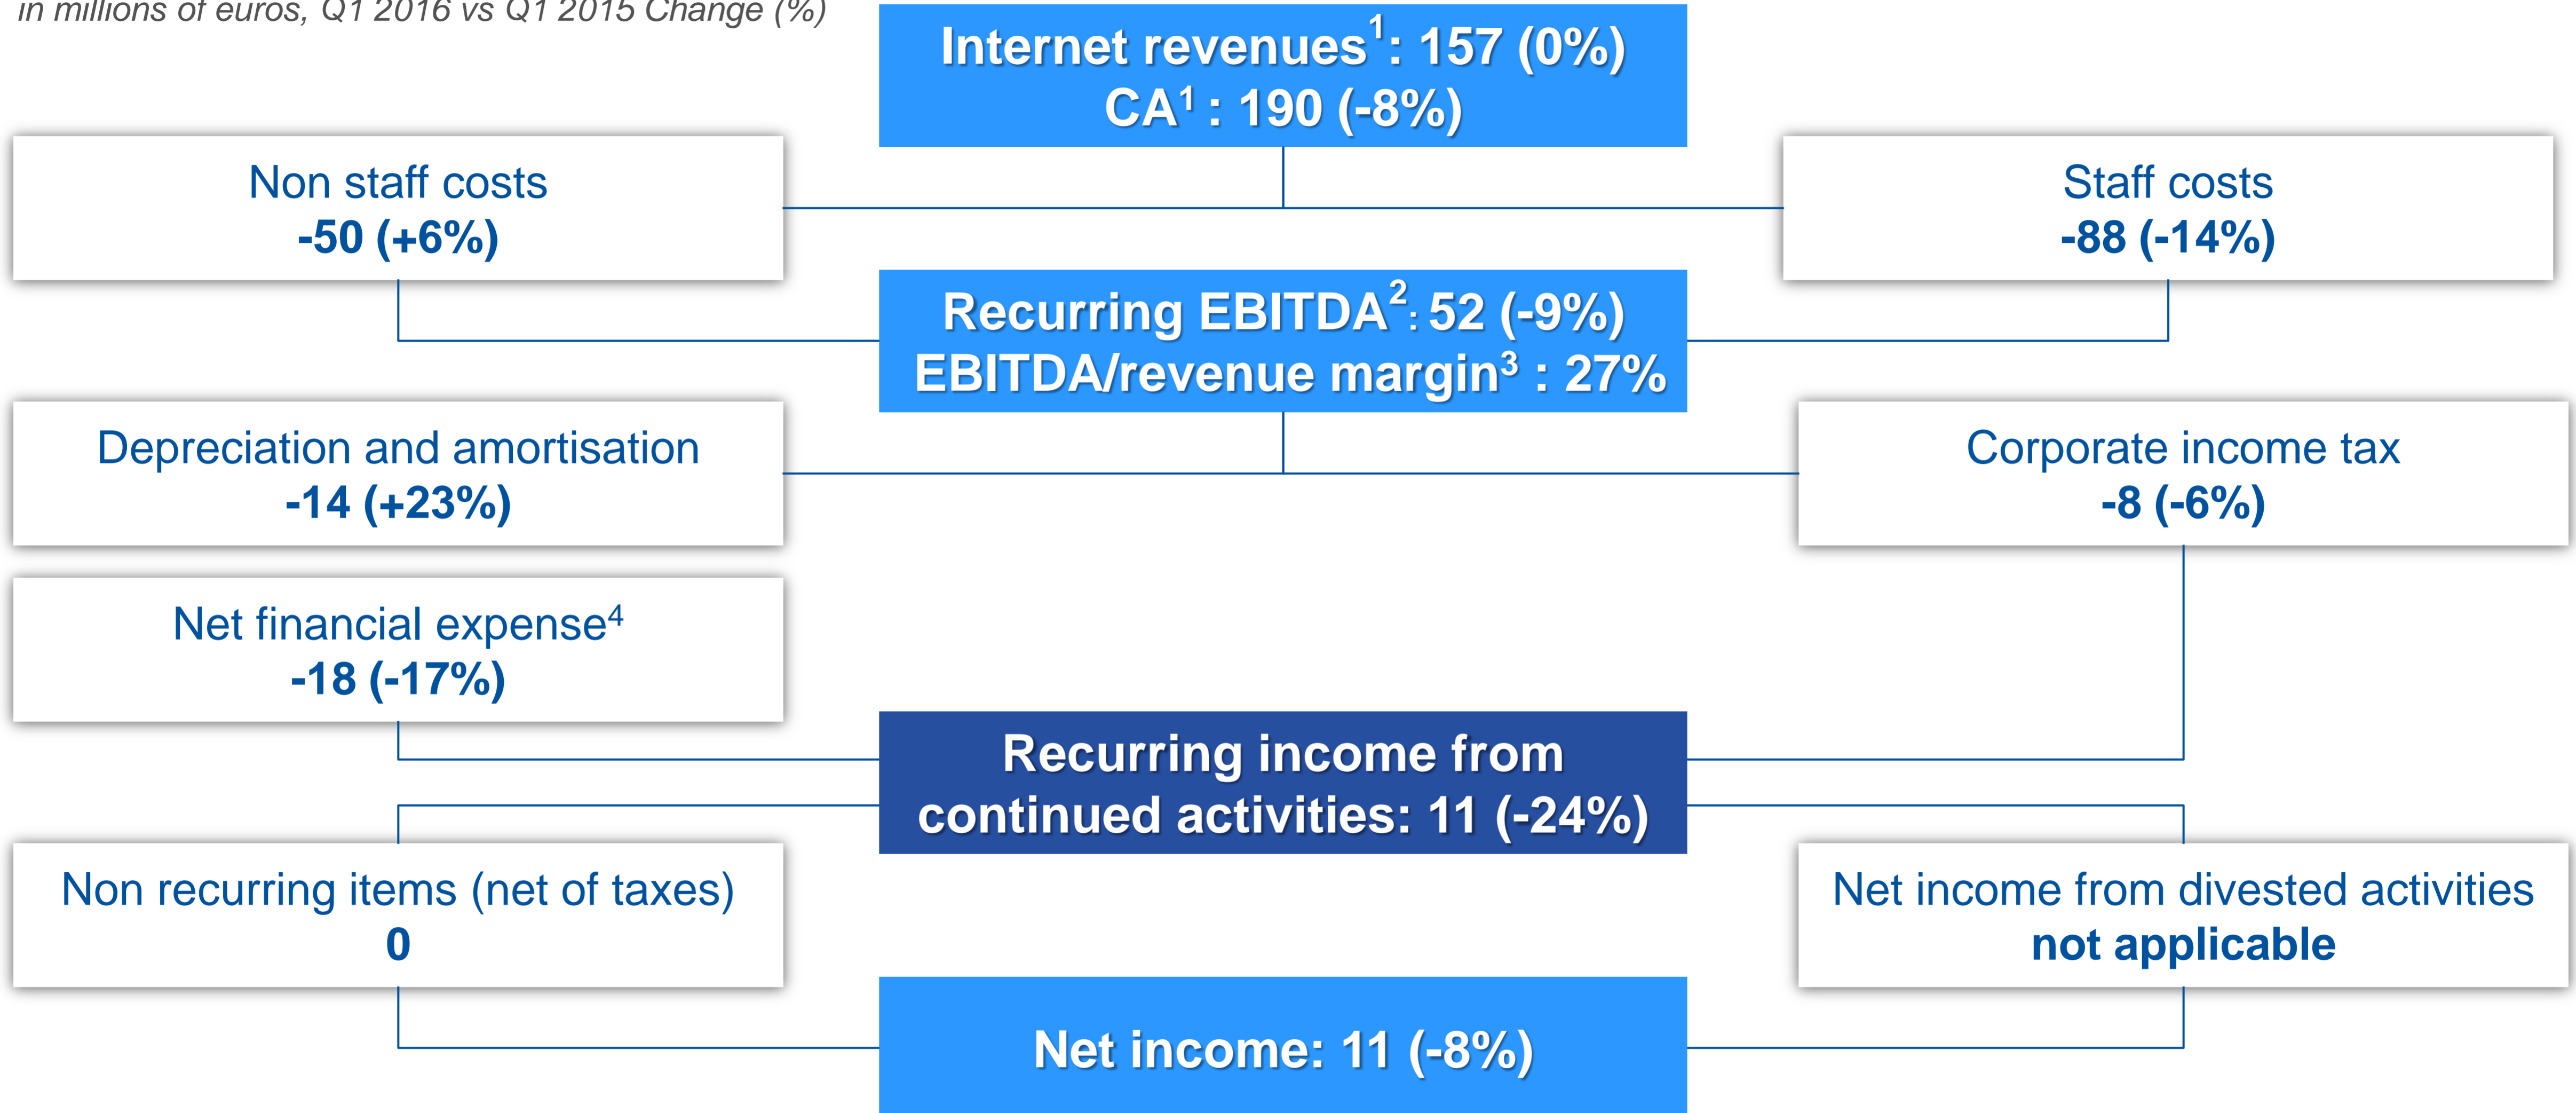 in millions of euros, Q1 2016 vs Q1 2015 Change (%)
Internet revenues¹: 157 (0%)
CA¹ : 190 (-8%)
Non staff costs
-50 (+6%)
Staff costs
-88 (-14%)
Recurring EBITDA²: 52 (-9%)
EBITDA/revenue margin³ : 27%
Depreciation and amortisation
-14 (+23%)
Corporate income tax
-8 (-6%)
Net financial expense⁴
-18 (-17%)
Recurring income from
continued activities: 11 (-24%)
Non recurring items (net of taxes)
0
Net income from divested activities
not applicable
Net income: 11 (-8%)